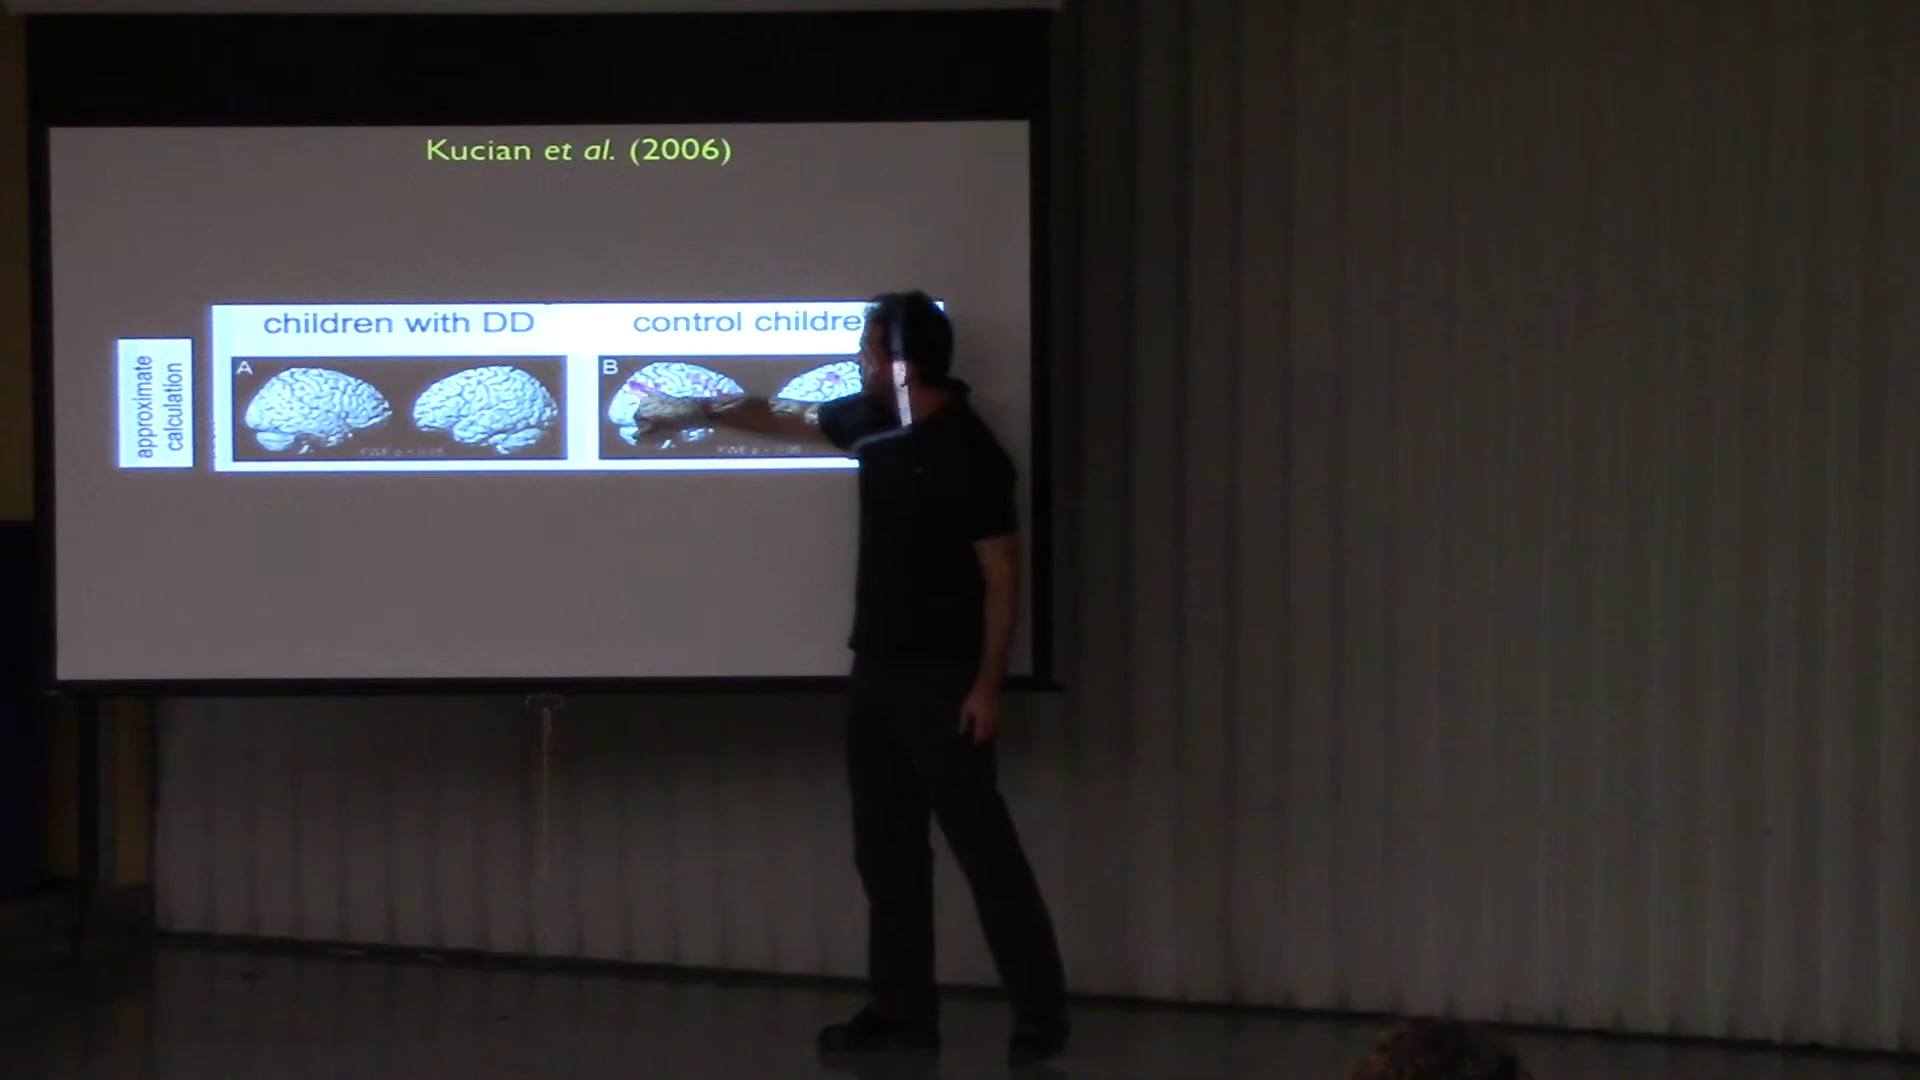 Kucian et al. (2006)
children with DD
control childre
approximate
calculation
A
B